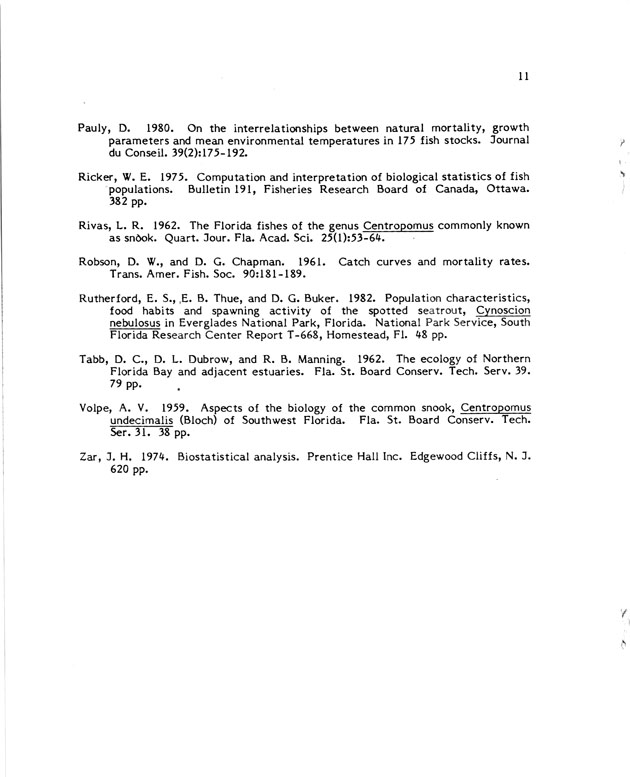 11
Pauly, D. 1980. On the interrelationships between natural mortality, growth
parameters and mean environmental temperatures in 175 fish stocks. Journal
du Conseil. 39(2):175-192.
Ricker, W. E. 1975. Computation and interpretation of biological statistics of fish
populations. Bulletin 191, Fisheries Research Board of Canada, Ottawa.
382 pp.
Rivas, L. R. 1962. The Florida fishes of the genus Centropomus commonly known
as snook. Quart. Jour. Fla. Acad. Sci. 25(1):53-64.
Robson, D. W., and D. G. Chapman. 1961. Catch curves and mortality rates.
Trans. Amer. Fish. Soc. 90:181-189.
Rutherford, E. S., E. B. Thue, and D. G. Buker. 1982. Population characteristics,
food habits and spawning activity of the spotted seatrout, Cynoscion
nebulosus in Everglades National Park, Florida. National Park Service, South
Florida Research Center Report T-668, Homestead, Fl. 48 pp.
Tabb, D. C., D. L. Dubrow, and R. B. Manning. 1962. The ecology of Northern
Florida Bay and adjacent estuaries. Fla. St. Board Conserv. Tech. Serv. 39.
79 pp.
Volpe, A. V. 1959. Aspects of the biology of the common snook, Centropomus
undecimalis (Bloch) of Southwest Florida. Fla. St. Board Conserv. Tech.
Ser. 31. 38 pp.
Zar, J. H. 1974. Biostatistical analysis. Prentice Hall Inc. Edgewood Cliffs, N. J.
620 pp.